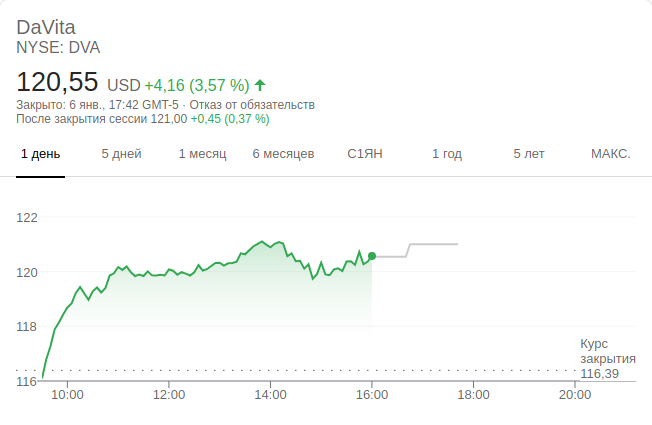 DaVita
NYSE: DVA
120,55 USD +4,16 (3,57 %)
Закрыто: 6 янв., 17:42 GMT-5 · Отказ от обязательств
После закрытия сессии 121,00 +0,45 (0,37 %)
1 день 5 дней 1 месяц 6 месяцев С1ЯН 1 год 5 лет МАКС.
122
120
118
Курс
закрытия
116,39
116
10:00 12:00 14:00 16:00 18:00 20:00